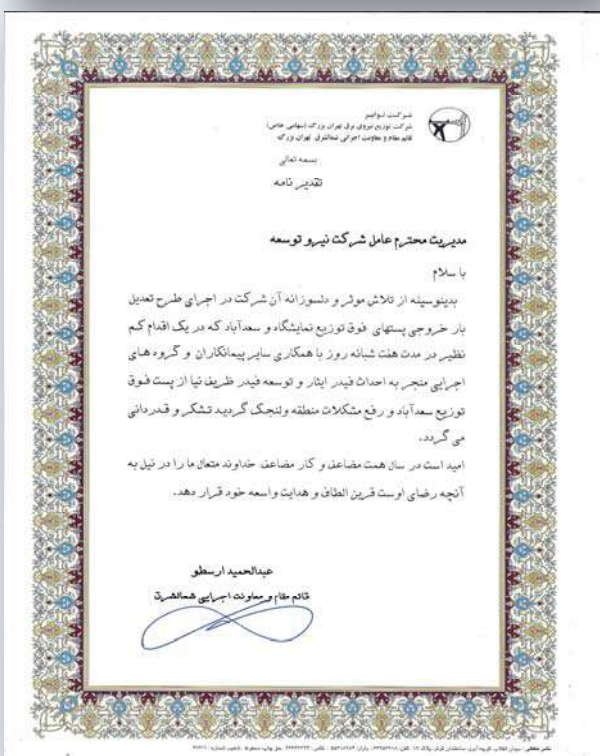 شرکت توانیر
شرکت توزیع نیروی برق تهران بزرگ (سهامی خاص)
قائم مقام و معاونت اجرائی شمالشرق تهران بزرگ
بسمه تعالی
تقدیر نامه
مدیریت محترم عامل شرکت نیرو توسعه
با سلام
بدینوسیله از تلاش موثر و دلسوزانه آن شرکت در اجرای طرح تعدیل
بار خروجی پستهای فوق توزیع نمایشگاه و سعدآباد که در یک اقدام کم
نظیر در مدت هفت شبانه روز با همکاری سایر پیمانکاران و گروه های
اجرایی منجر به احداث فیدر ایثار و توسعه فیدر ظریف نیا از پست فوق
توزیع سعدآباد و رفع مشکلات منطقه ولنجک گردید تشکر و قدردانی
می گردد.
امید است در سال همت مضاعف و کار مضاعف خداوند متعال ما را در نیل به
آنچه رضای اوست قرین الطاف و هدایت واسعه خود قرار دهد.
عبدالحمید ارسطو
قائم مقام و معاونت اجرایی شمالشرق